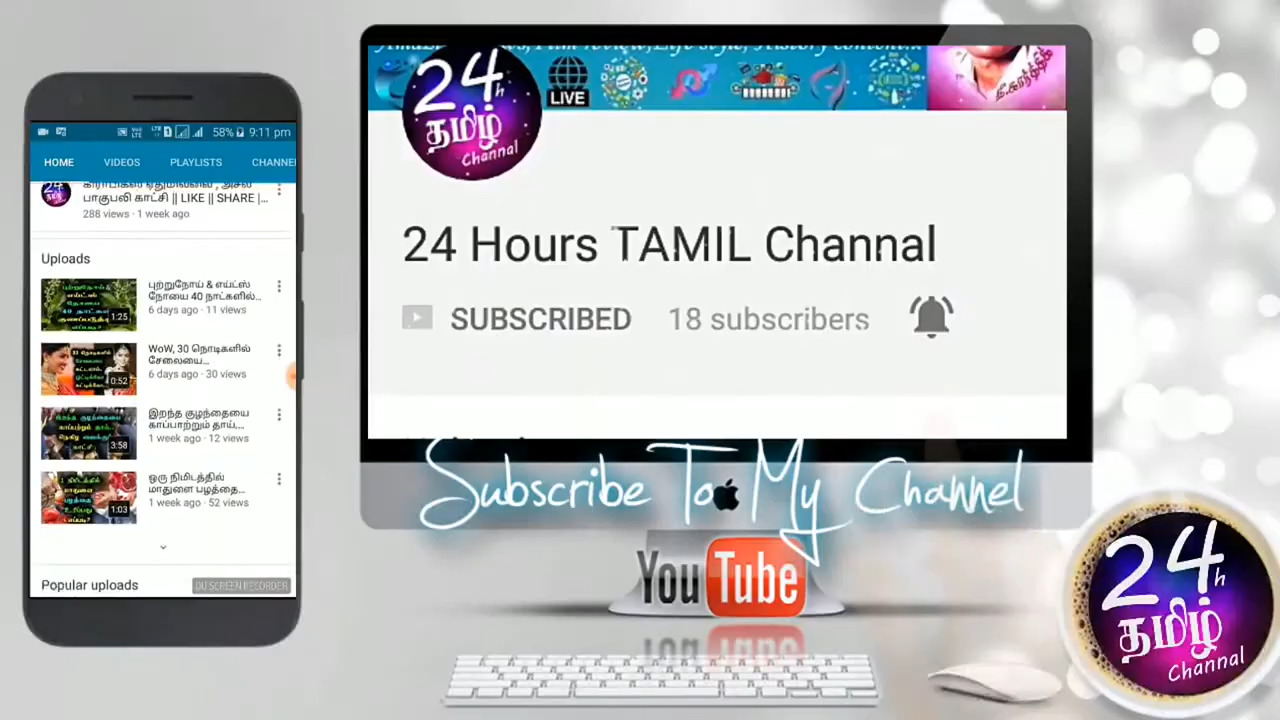 58% 9:11 pm
HOME VIDEOS PLAYLISTS CHANNE
பாகுபலி காட்சி || LIKE || SHARE |...
288 views · 1 week ago
Uploads
புற்றுநோய் & எய்ட்ஸ்
நோயை 40 நாட்களில்...
6 days ago · 11 views
1:25
WoW, 30 நொடிகளில்
சேலையை...
6 days ago · 30 views
0:52
இறந்த குழந்தையை
காப்பாற்றும் தாய்,...
1 week ago · 12 views
3:58
ஒரு நிமிடத்தில்
மாதுளை பழத்தை...
1 week ago · 52 views
1:03
Popular uploads
DU SCREEN RECORDER
LIVE
24h
தமிழ்
Channal
24 Hours TAMIL Channal
SUBSCRIBED 18 subscribers
Subscribe To My Channel
YouTube
24h
தமிழ்
Channal